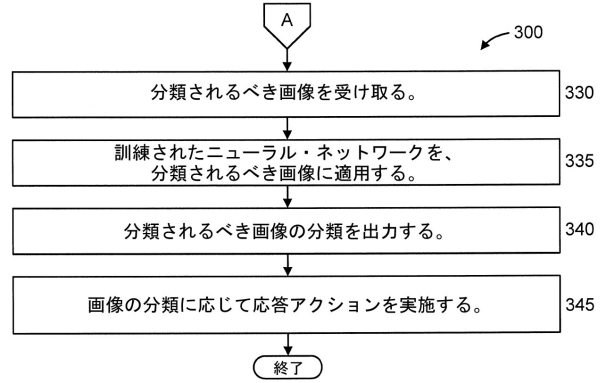 A
300
分類されるべき画像を受け取る。
330
訓練されたニューラル・ネットワークを、
分類されるべき画像に適用する。
335
分類されるべき画像の分類を出力する。
340
画像の分類に応じて応答アクションを実施する。
345
終了